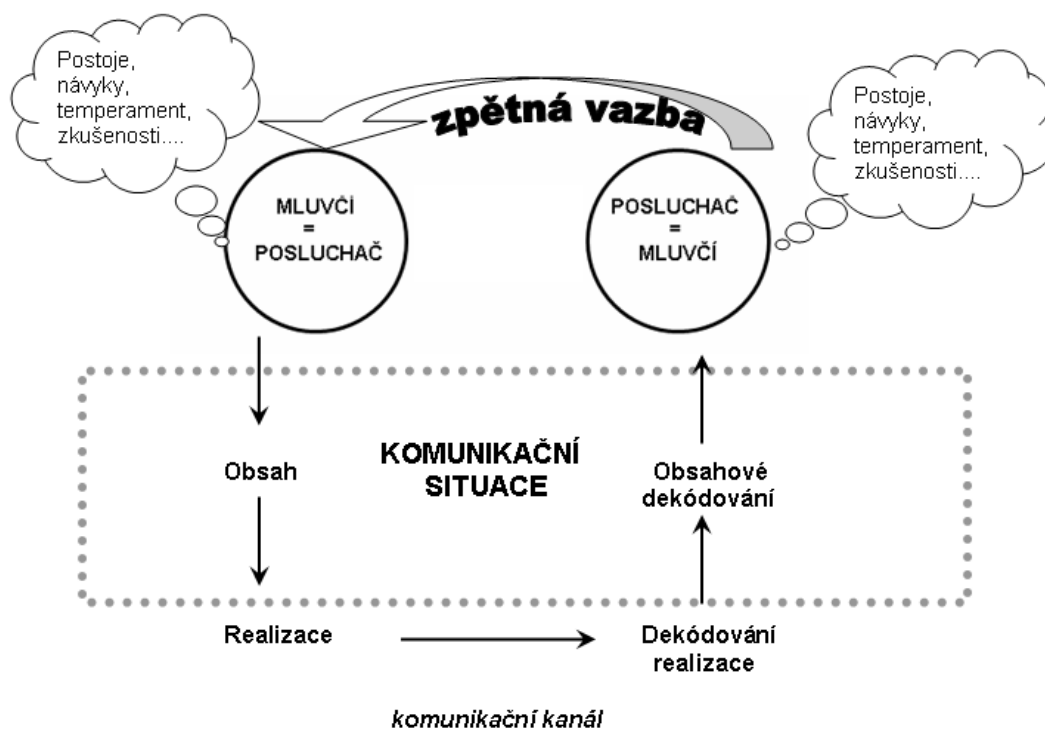 Postoje,
návyky,
temperament,
zkušenosti....
zpětná vazba
Postoje,
návyky,
temperament,
zkušenosti....
MLUVČÍ
=
POSLUCHAČ
POSLUCHAČ
=
MLUVČÍ
KOMUNIKAČNÍ
SITUACE
Obsah
Obsahové
dekódování
Realizace
Dekódování
realizace
komunikační kanál